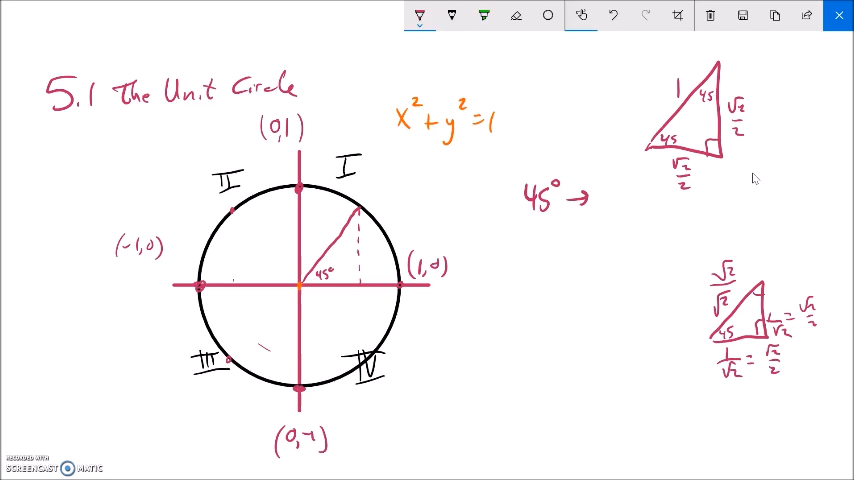 5.1 The Unit Circle
x² + y² = 1
(0,1)
I
II
(-1,0)
45°
(1,0)
III
IV
(0,-1)
45° →
1
45
45
√2/2
√2/2
√2/√2
45
1/√2 = √2/2
1/√2 = √2/2
RECORDED WITH
SCREENCAST MATIC